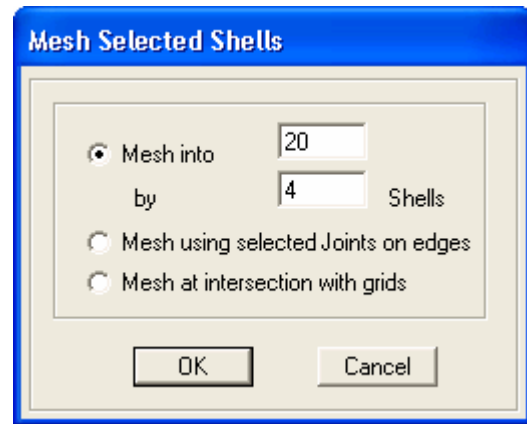 Mesh Selected Shells
Mesh into 20
by 4 Shells
Mesh using selected Joints on edges
Mesh at intersection with grids
OK Cancel